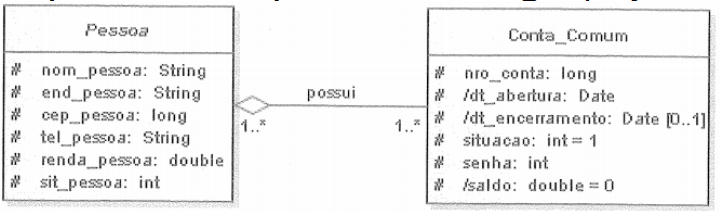 Pessoa
# nom_pessoa: String
# end_pessoa: String
# cep_pessoa: long
# tel_pessoa: String
# renda_pessoa: double
# sit_pessoa: int
possui
1..*
1..*
Conta_Comum
# nro_conta: long
# /dt_abertura: Date
# /dt_encerramento: Date [0..1]
# situacao: int = 1
# senha: int
# /saldo: double = 0